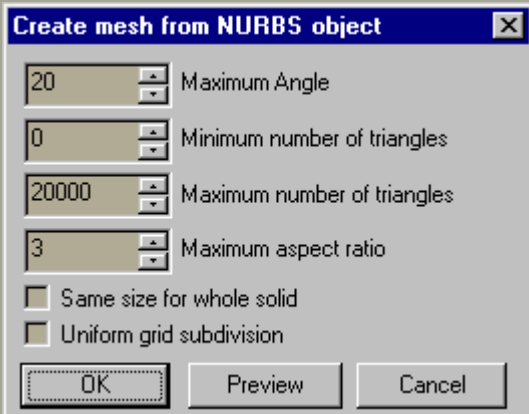 Create mesh from NURBS object
20 Maximum Angle
0 Minimum number of triangles
20000 Maximum number of triangles
3 Maximum aspect ratio
Same size for whole solid
Uniform grid subdivision
OK Preview Cancel